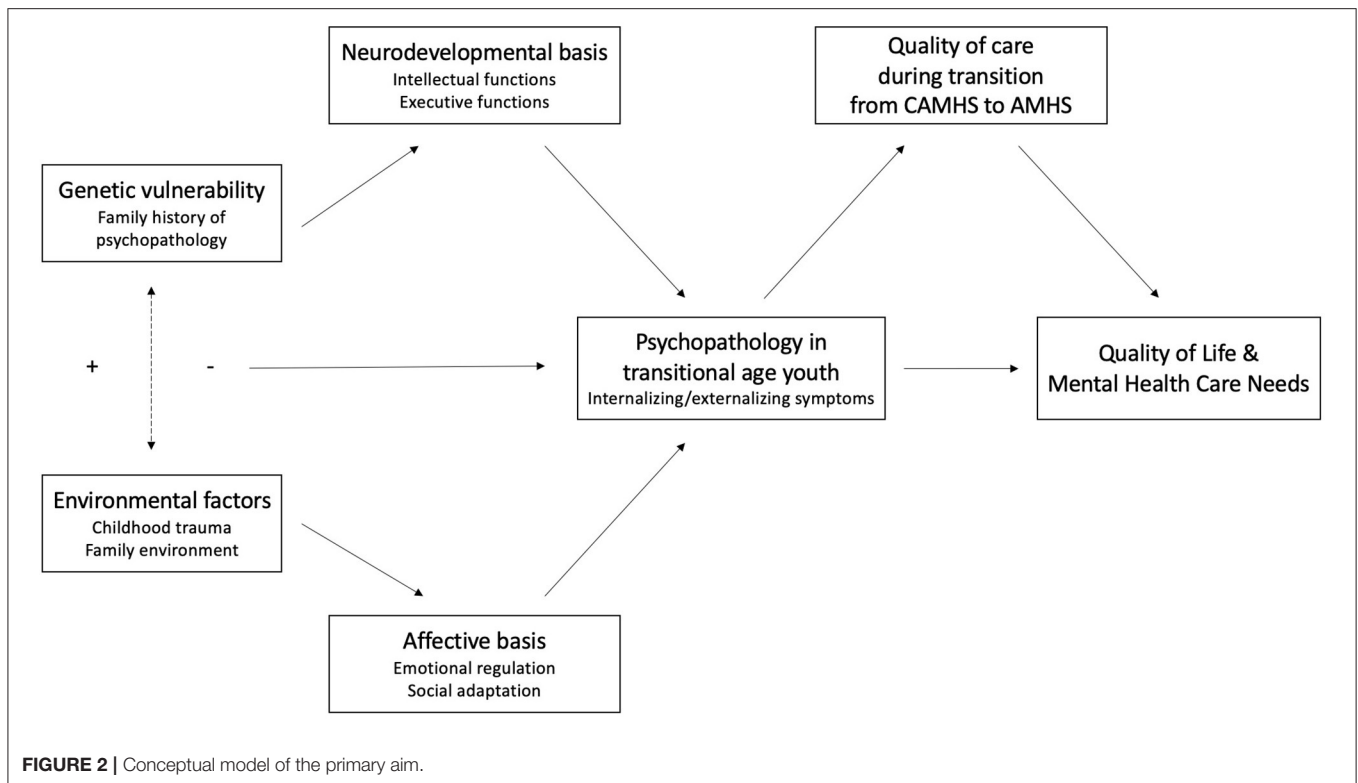 Neurodevelopmental basis
Intellectual functions
Executive functions
Quality of care
during transition
from CAMHS to AMHS
Genetic vulnerability
Family history of
psychopathology
+
-
Psychopathology in
transitional age youth
Internalizing/externalizing symptoms
Quality of Life &
Mental Health Care Needs
Environmental factors
Childhood trauma
Family environment
Affective basis
Emotional regulation
Social adaptation
FIGURE 2 | Conceptual model of the primary aim.